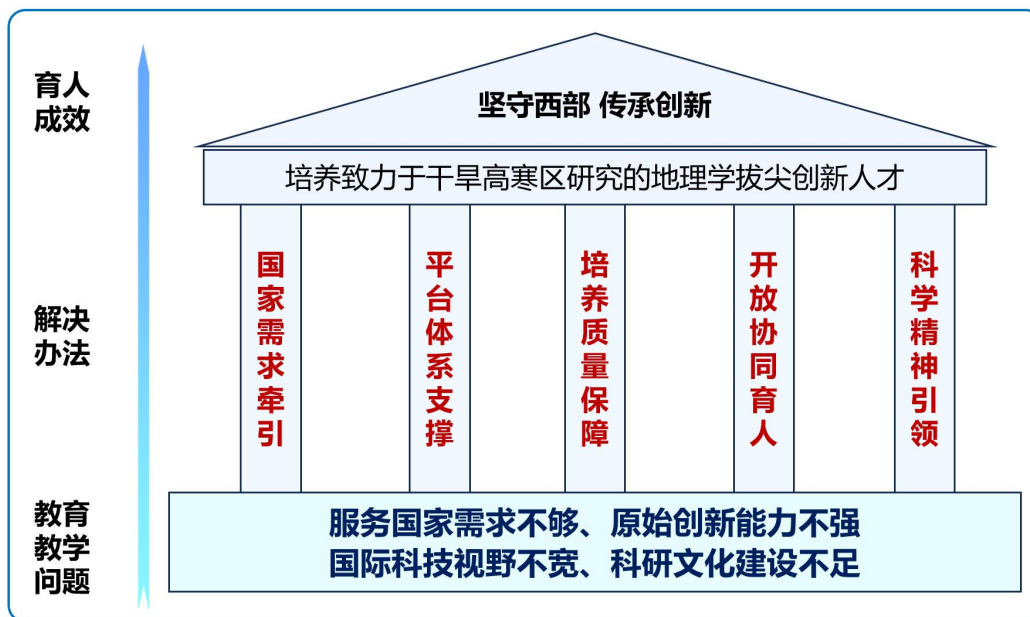 育人
成效
坚守西部 传承创新
培养致力于干旱高寒区研究的地理学拔尖创新人才
解决
办法
国家需求牵引
平台体系支撑
培养质量保障
开放协同育人
科学精神引领
教育
教学
问题
服务国家需求不够、原始创新能力不强
国际科技视野不宽、科研文化建设不足